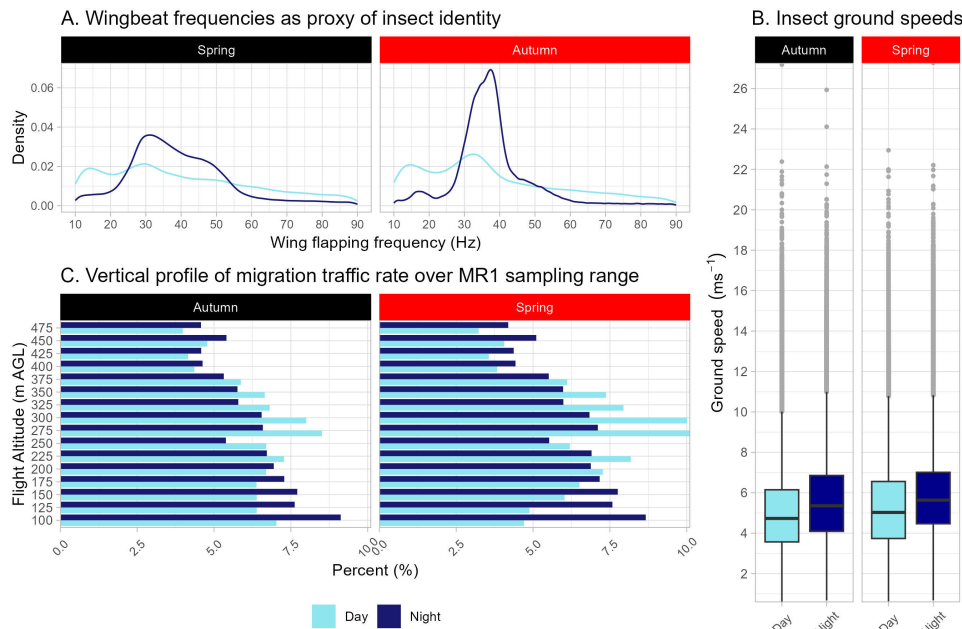 A. Wingbeat frequencies as proxy of insect identity
Spring
Autumn
Density
0.06
0.04
0.02
0.00
10 20 30 40 50 60 70 80 90
10 20 30 40 50 60 70 80 90
Wing flapping frequency (Hz)
B. Insect ground speeds
Autumn
Spring
Ground speed (ms⁻¹)
26
24
22
20
18
16
14
12
10
8
6
4
2
Day
light
Day
light
C. Vertical profile of migration traffic rate over MR1 sampling range
Autumn
Spring
Flight Altitude (m AGL)
475
450
425
400
375
355
325
300
275
250
225
200
175
150
125
100
0.0 2.5 5.0 7.5 10.0
0.0 2.5 5.0 7.5 10.0
Percent (%)
Day Night